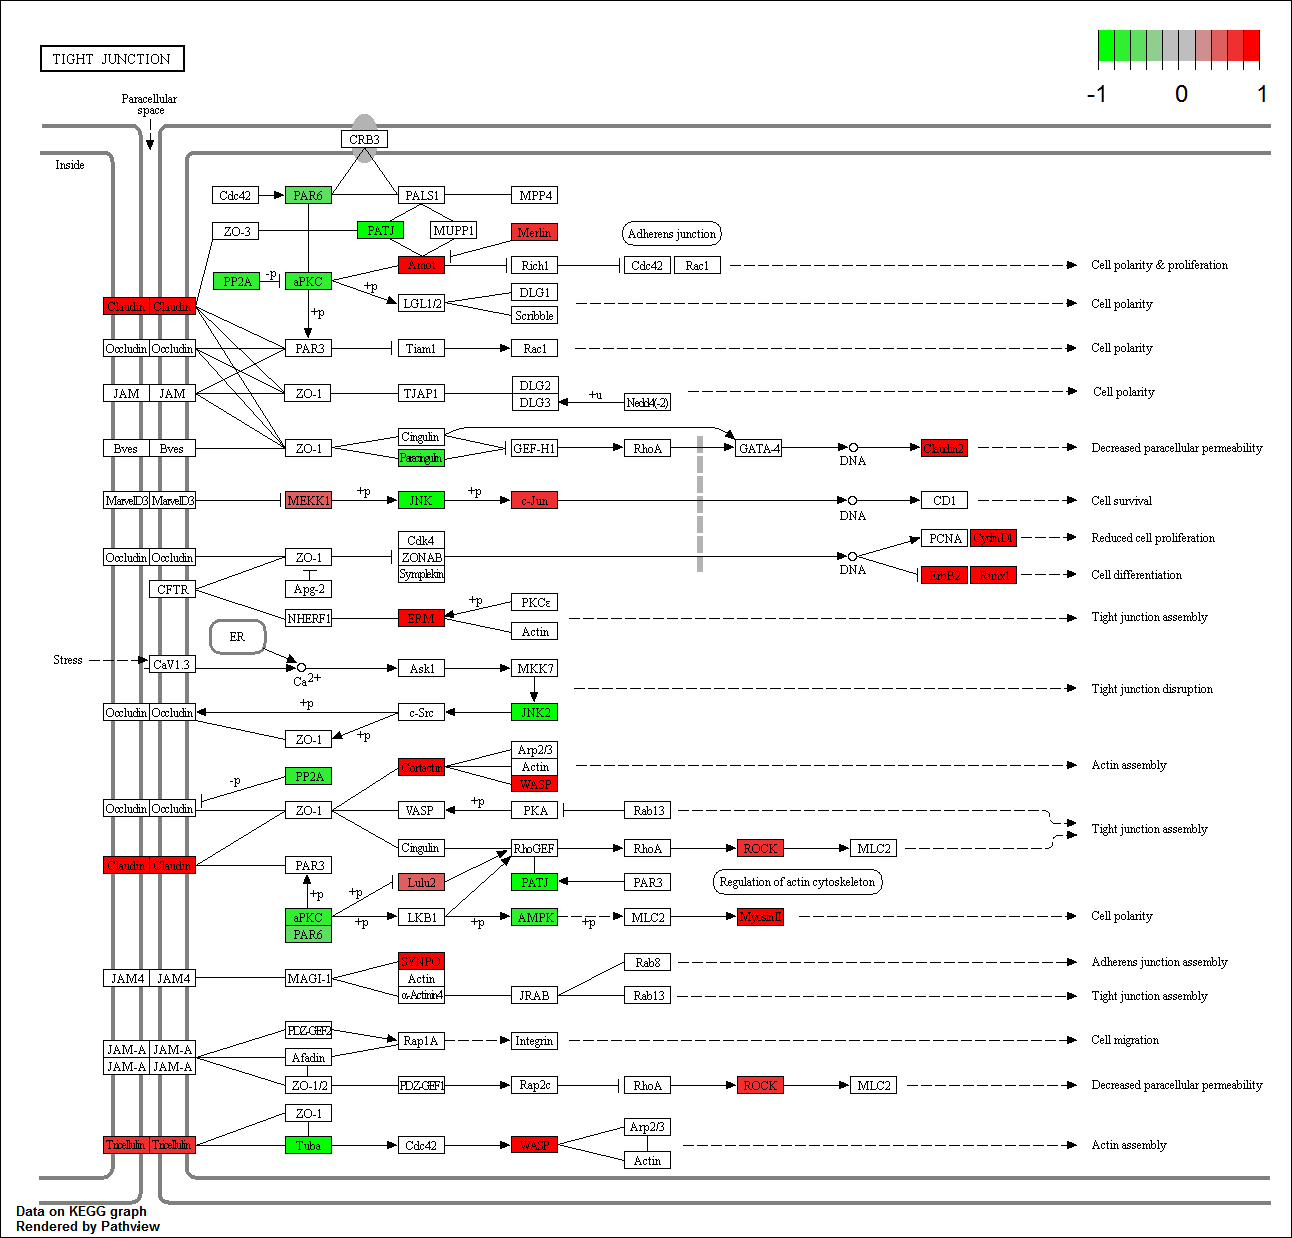 TIGHT JUNCTION
-1 0 1
Paracellular
space
Inside
CRB3
Cdc42 PAR6 PALS1 MPP4
ZO-3 PATJ MUPP1 Merlin Adherens junction
PP2A -p aPKC +p Amot Rich1 Cdc42 Rac1 Cell polarity & proliferation
DLG1
Claudin Claudin +p LGL1/2 Cell polarity
Scribble
Occludin Occludin PAR3 Tiam1 Rac1 Cell polarity
JAM JAM ZO-1 TJAP1 DLG2 Cell polarity
DLG3 +u Nedd4(-2)
Cingulin
Bves Bves ZO-1 GEF-H1 RhoA GATA-4 Claudin2 Decreased paracellular permeability
Paracingulin DNA
MarvelD3 MarvelD3 MEKK1 +p JNK +p c-Jun CD1 Cell survival
DNA
Cdk4 PCNA CyclinD1 Reduced cell proliferation
Occludin Occludin ZO-1 ZONAB
DNA
Symplekin ErbB2 Runx1 Cell differentiation
CFTR Apg-2
+p PKCε
NHERF1 ERM Tight junction assembly
Actin
ER
Stress CaV1.3 Ask1 MKK7
Ca2+
Tight junction disruption
Occludin Occludin +p c-Src JNK2
ZO-1 +p
Arp2/3
Cortactin Actin Actin assembly
PP2A WASP
-p
Occludin Occludin ZO-1 VASP +p PKA Rab13
Tight junction assembly
Cingulin RhoGEF RhoA ROCK MLC2
Claudin Claudin PAR3
+p +p Lulu2 PATJ PAR3 Regulation of actin cytoskeleton
aPKC +p LKB1 +p AMPK +p MLC2 MyosinII Cell polarity
PAR6
SYNPO Rab8 Adherens junction assembly
JAM4 JAM4 MAGI-1 Actin
α-Actinin4 JRAB Rab13 Tight junction assembly
PDZ-GEF2
Rap1A Integrin Cell migration
JAM-A JAM-A Afadin
JAM-A JAM-A
ZO-1/2 PDZ-GEF1 Rap2c RhoA ROCK MLC2 Decreased paracellular permeability
ZO-1
Arp2/3
Tricellulin Tricellulin Tuba Cdc42 WASP Actin assembly
Actin
Data on KEGG graph
Rendered by Pathview